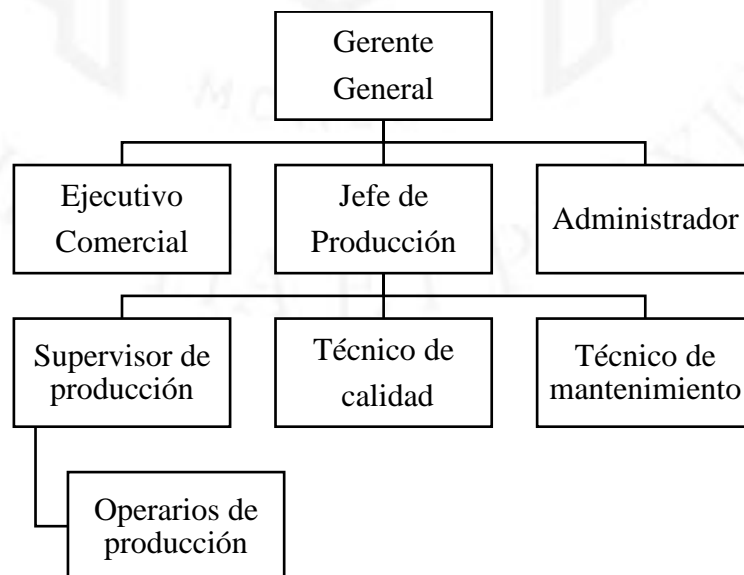 Gerente
General
Ejecutivo
Comercial
Jefe de
Producción
Administrador
Supervisor de
producción
Técnico de
calidad
Técnico de
mantenimiento
Operarios de
producción